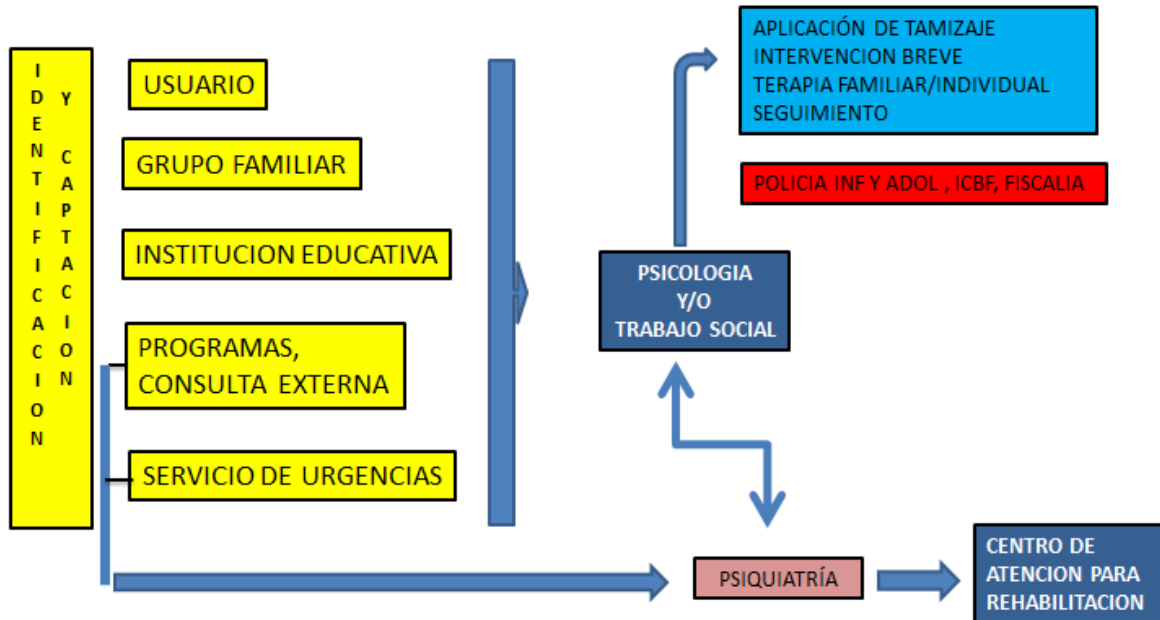 IDENTIFICACION
Y CAPTACION
USUARIO
GRUPO FAMILIAR
INSTITUCION EDUCATIVA
PROGRAMAS,
CONSULTA EXTERNA
SERVICIO DE URGENCIAS
APLICACIÓN DE TAMIZAJE
INTERVENCION BREVE
TERAPIA FAMILIAR/INDIVIDUAL
SEGUIMIENTO
POLICIA INF Y ADOL , ICBF, FISCALIA
PSICOLOGIA
Y/O
TRABAJO SOCIAL
PSIQUIATRÍA
CENTRO DE
ATENCION PARA
REHABILITACION